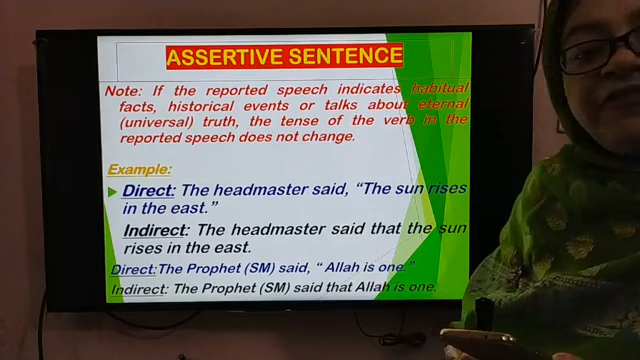 ASSERTIVE SENTENCE
Note: If the reported speech indicates habitual
facts, historical events or talks about eternal
(universal) truth, the tense of the verb in the
reported speech does not change.
Example:
Direct: The headmaster said, “The sun rises
in the east.”
Indirect: The headmaster said that the sun
rises in the east.
Direct:The Prophet (SM) said, “ Allah is one.”
Indirect: The Prophet (SM) said that Allah is one.